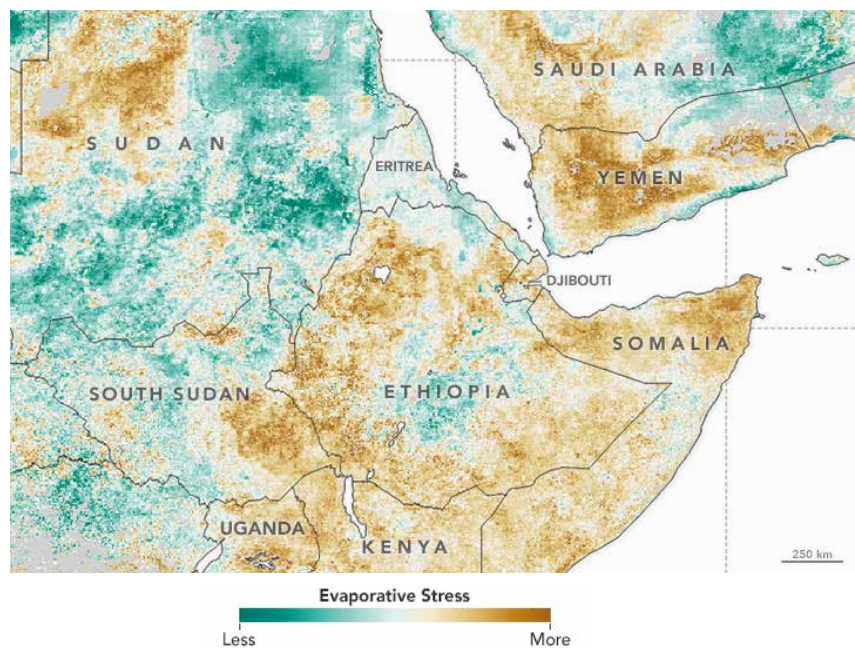 SAUDI ARABIA
SUDAN
ERITREA
YEMEN
DJIBOUTI
SOMALIA
SOUTH SUDAN
ETHIOPIA
UGANDA
KENYA
250 km
Evaporative Stress
Less
More